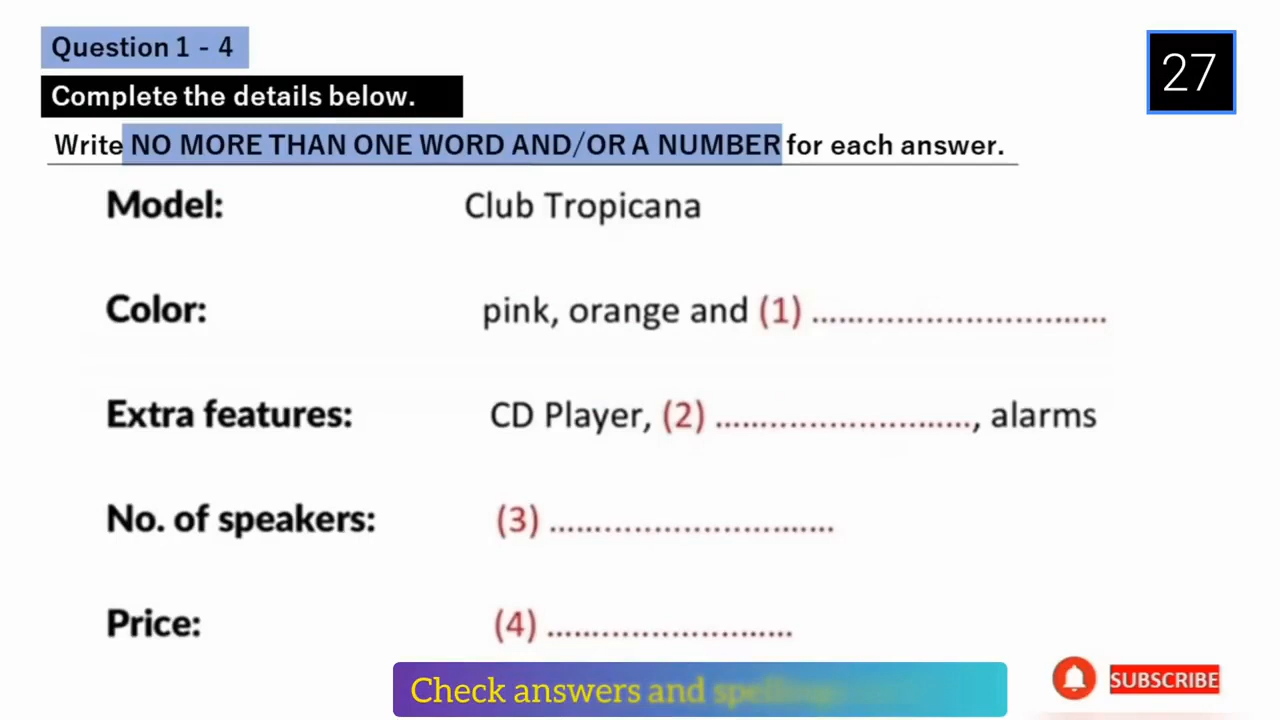 Question 1 - 4
27
Complete the details below.
Write NO MORE THAN ONE WORD AND/OR A NUMBER for each answer.
Model: Club Tropicana
Color: pink, orange and (1) ................................
Extra features: CD Player, (2) ............................, alarms
No. of speakers: (3) ................................
Price: (4) ...........................
Check answers and spelling
SUBSCRIBE